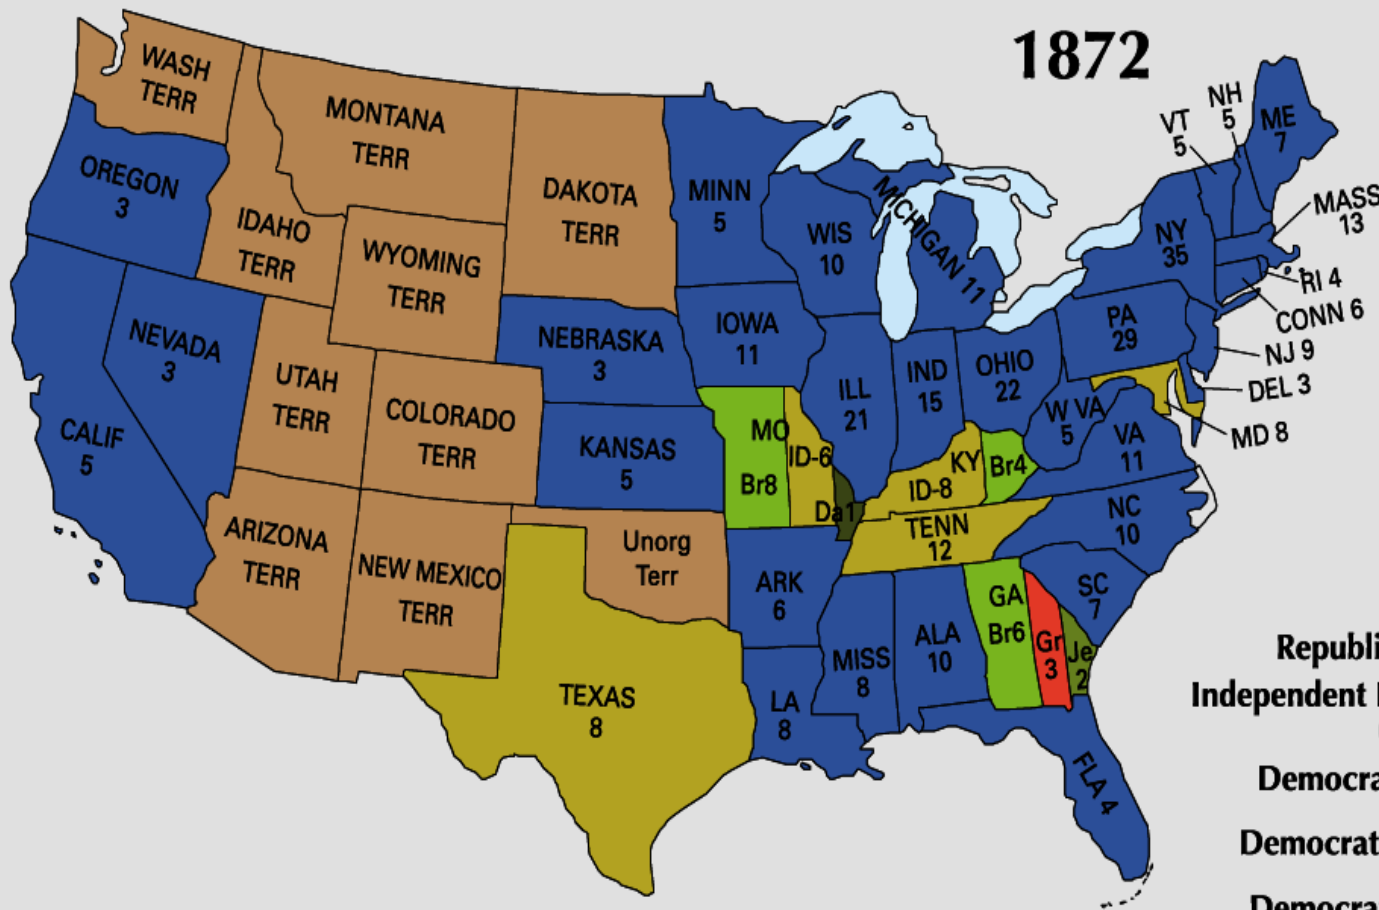 1872
WASH
TERR
MONTANA
TERR
DAKOTA
TERR
MINN
5
OREGON
3
IDAHO
TERR
WYOMING
TERR
WIS
10
MICHIGAN 11
VT
5
NH
5
ME
7
MASS
13
NY
35
RI 4
CONN 6
NJ 9
DEL 3
MD 8
PA
29
NEVADA
3
CALIF
5
UTAH
TERR
COLORADO
TERR
NEBRASKA
3
KANSAS
5
IOWA
11
ILL
21
IND
15
OHIO
22
W VA
5
VA
11
MO
Br8
ID-6
Da1
KY
ID-8
Br4
TENN
12
NC
10
SC
7
ARIZONA
TERR
NEW MEXICO
TERR
Unorg
Terr
ARK
6
TEXAS
8
LA
8
MISS
8
ALA
10
GA
Br6
Gr
3
Je
2
FLA 4
Republi
Independent
Democra
Democrat
Democra